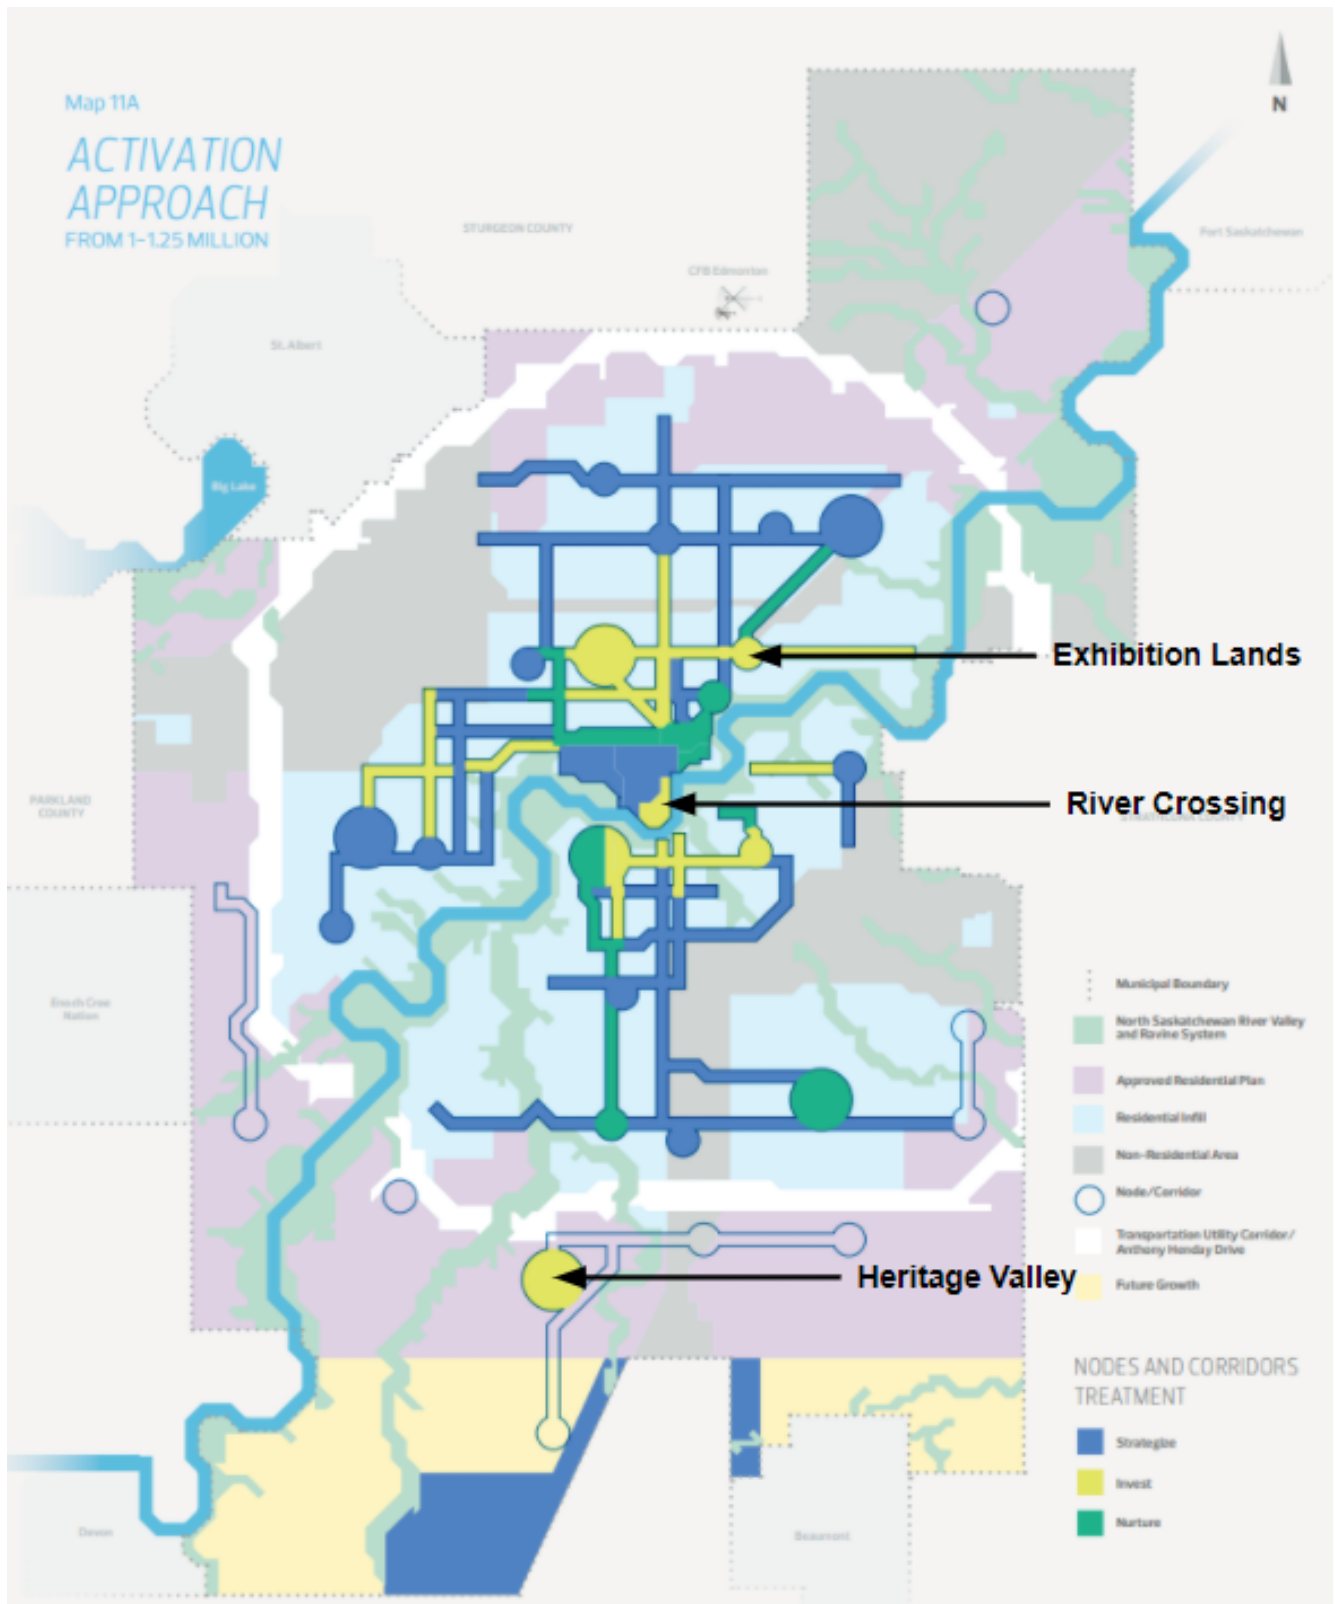 Map 11A
ACTIVATION
APPROACH
FROM 1-1.25 MILLION
N
STURGEON COUNTY
Fort Saskatchewan
CFB Edmonton
St. Albert
Big Lake
Exhibition Lands
PARKLAND
COUNTY
River Crossing
Enoch Cree
Nation
Heritage Valley
Devon
Beaumont
Municipal Boundary
North Saskatchewan River Valley
and Ravine System
Approved Residential Plan
Residential Infill
Non-Residential Area
Node/Corridor
Transportation Utility Corridor/
Anthony Henday Drive
Future Growth
NODES AND CORRIDORS
TREATMENT
Strategize
Invest
Nurture